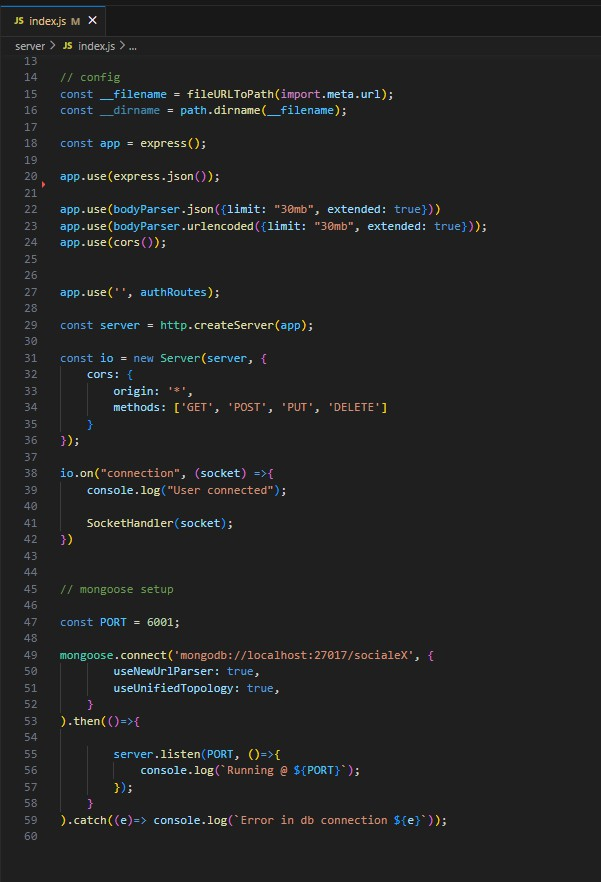 JS index.js M ✕
server > JS index.js > ...
13
14 // config
15 const __filename = fileURLToPath(import.meta.url);
16 const __dirname = path.dirname(__filename);
17
18 const app = express();
19
20 app.use(express.json());
21
22 app.use(bodyParser.json({limit: "30mb", extended: true}))
23 app.use(bodyParser.urlencoded({limit: "30mb", extended: true}));
24 app.use(cors());
25
26
27 app.use('', authRoutes);
28
29 const server = http.createServer(app);
30
31 const io = new Server(server, {
32     cors: {
33         origin: '*',
34         methods: ['GET', 'POST', 'PUT', 'DELETE']
35     }
36 });
37
38 io.on("connection", (socket) =>{
39     console.log("User connected");
40
41     SocketHandler(socket);
42 })
43
44
45 // mongoose setup
46
47 const PORT = 6001;
48
49 mongoose.connect('mongodb://localhost:27017/socialeX', {
50         useNewUrlParser: true,
51         useUnifiedTopology: true,
52     }
53 ).then(()=>{
54
55         server.listen(PORT, ()=>{
56             console.log(`Running @ ${PORT}`);
57         });
58     }
59 ).catch((e)=> console.log(`Error in db connection ${e}`));
60